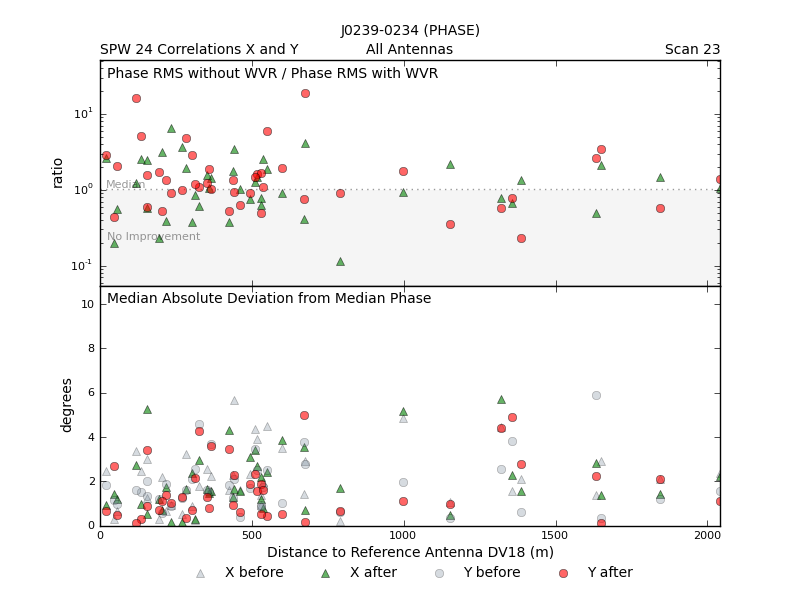 J0239-0234 (PHASE)
SPW 24 Correlations X and Y All Antennas Scan 23
Phase RMS without WVR / Phase RMS with WVR
10¹
ratio
Median
10⁰
No Improvement
10⁻¹
Median Absolute Deviation from Median Phase
10
8
6
degrees
4
2
0
0 500 1000 1500 2000
Distance to Reference Antenna DV18 (m)
X before X after Y before Y after